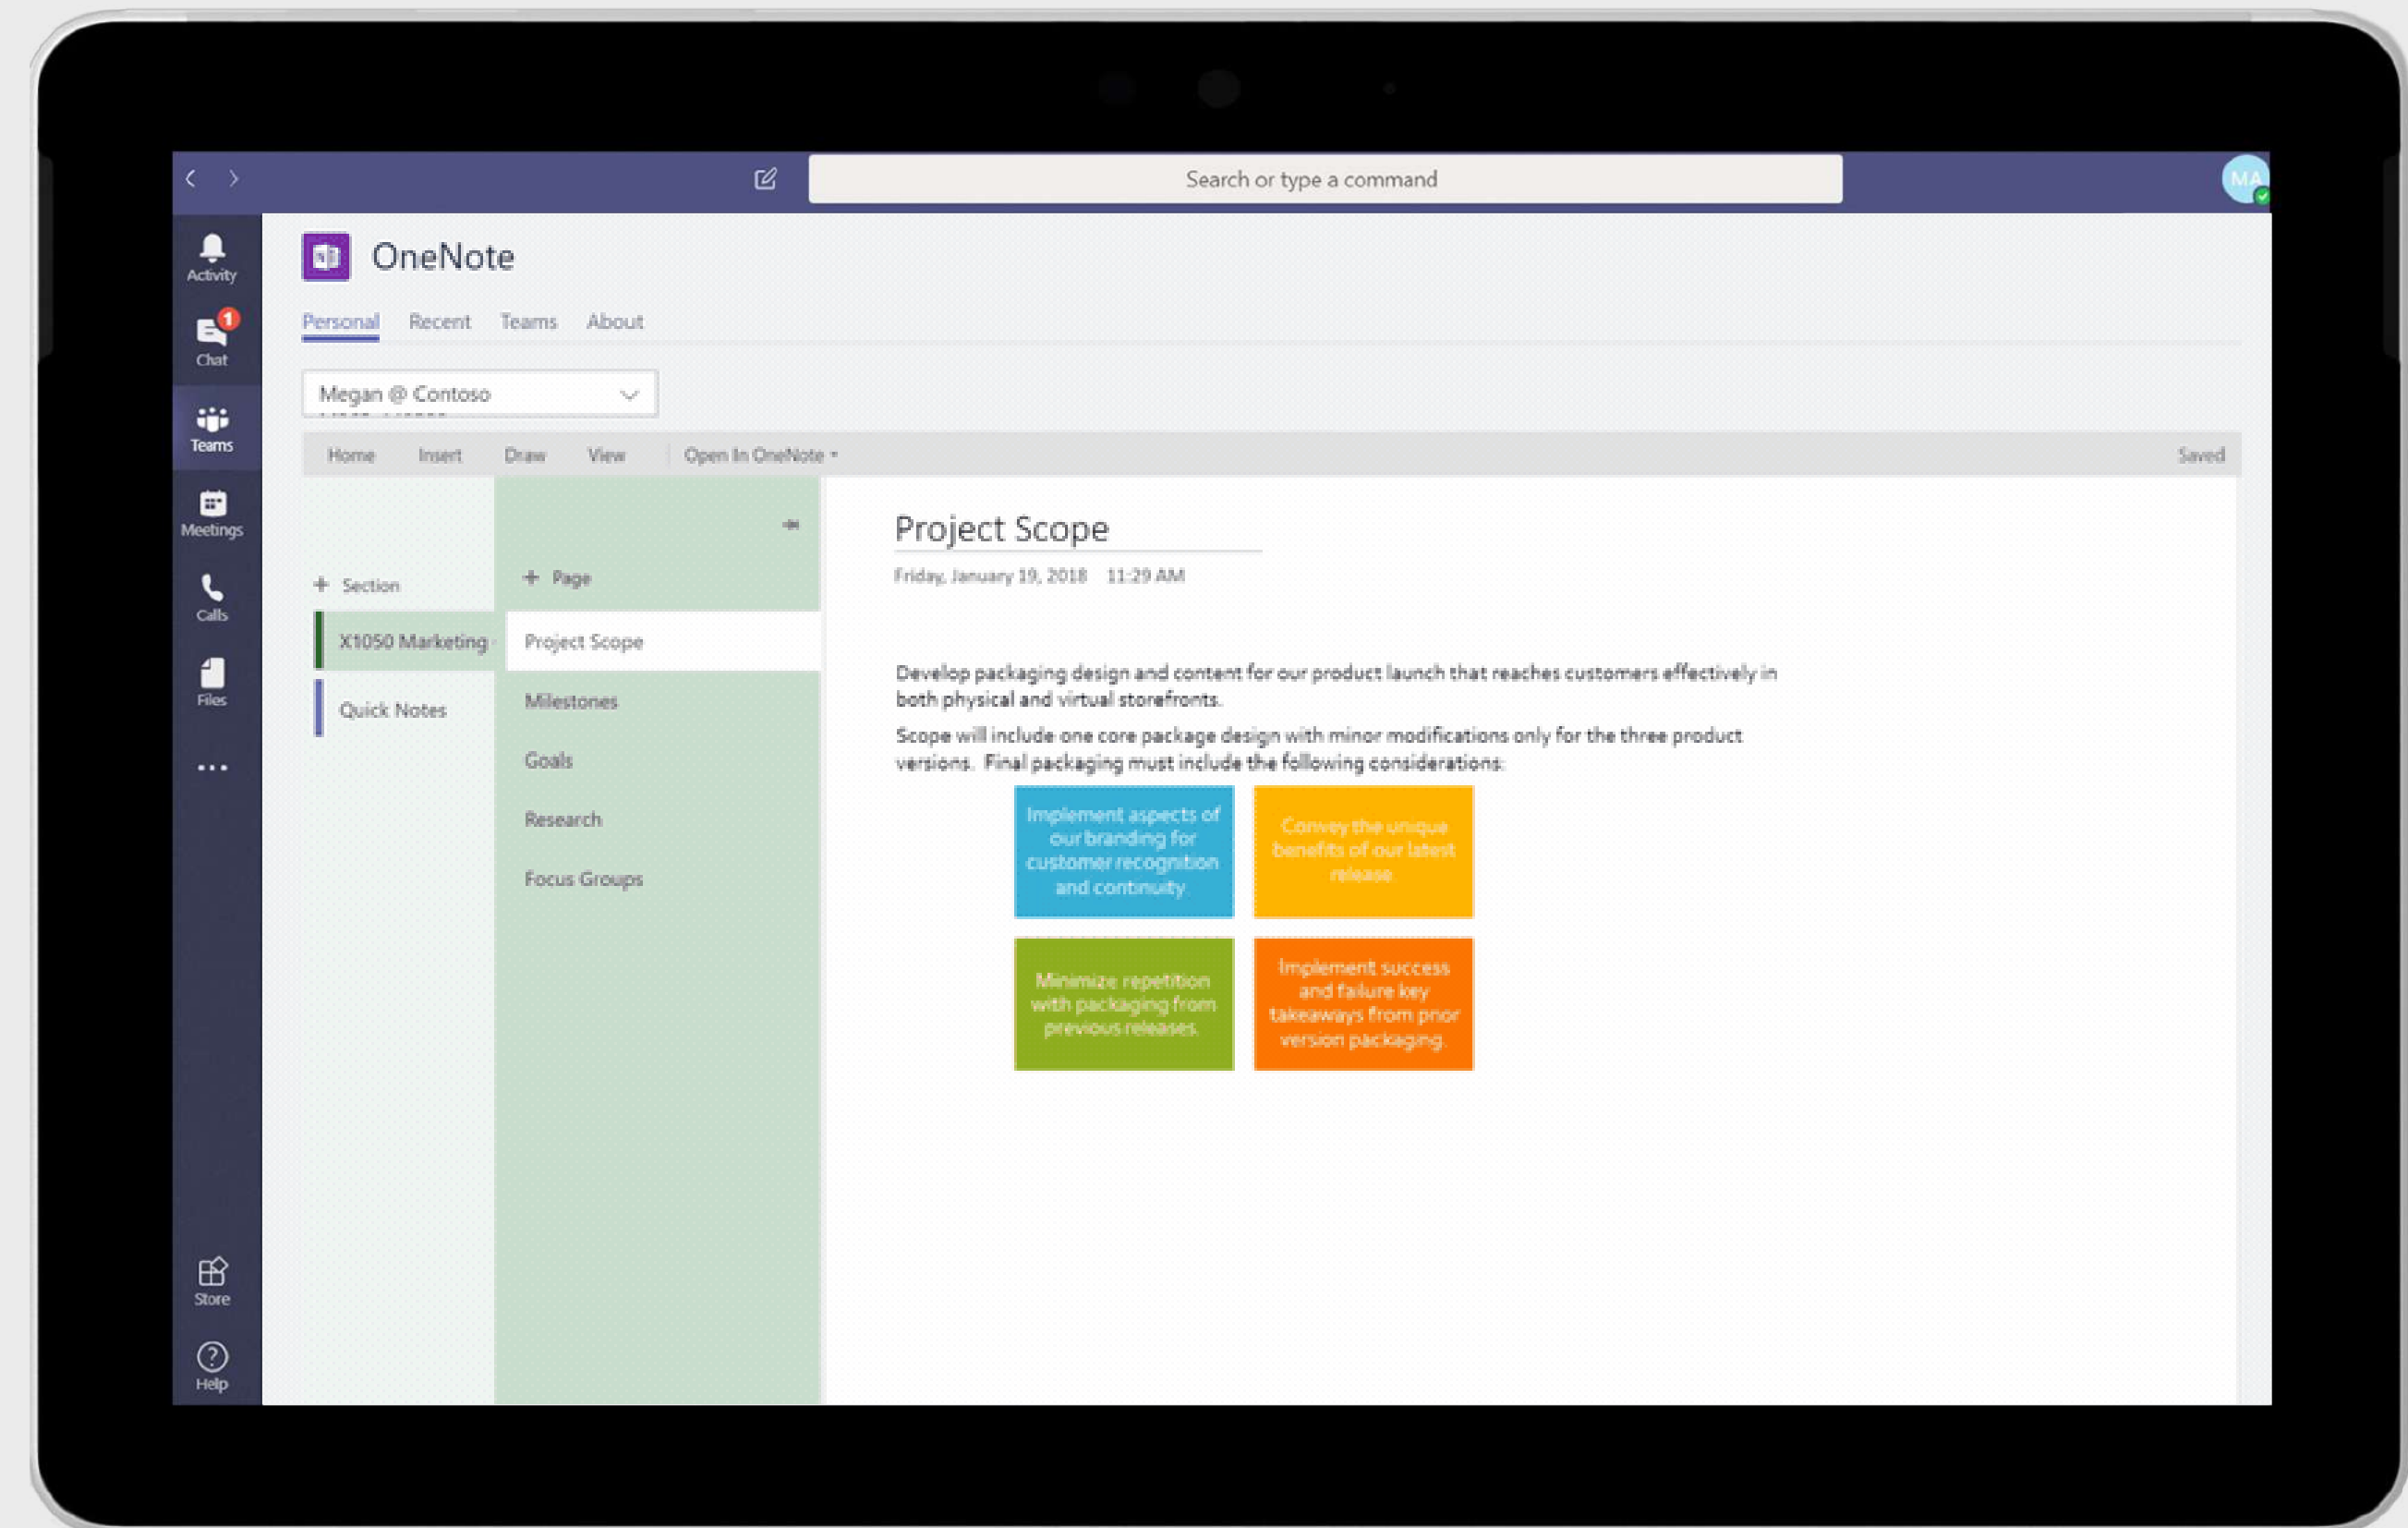 Search or type a command
MA
Activity
1
Chat
Teams
Meetings
Calls
Files
Store
Help
OneNote
Personal Recent Teams About
Megan @ Contoso
Home Insert Draw View Open In OneNote Saved
+ Section
X1050 Marketing
Quick Notes
+ Page
Project Scope
Milestones
Goals
Research
Focus Groups
Project Scope
Friday, January 19, 2018 11:29 AM
Develop packaging design and content for our product launch that reaches customers effectively in
both physical and virtual storefronts.
Scope will include one core package design with minor modifications only for the three product
versions. Final packaging must include the following considerations:
Implement aspects of
our branding for
customer recognition
and continuity.
Convey the unique
benefits of our latest
release.
Minimize repetition
with packaging from
previous releases.
Implement success
and failure key
takeaways from prior
version packaging.